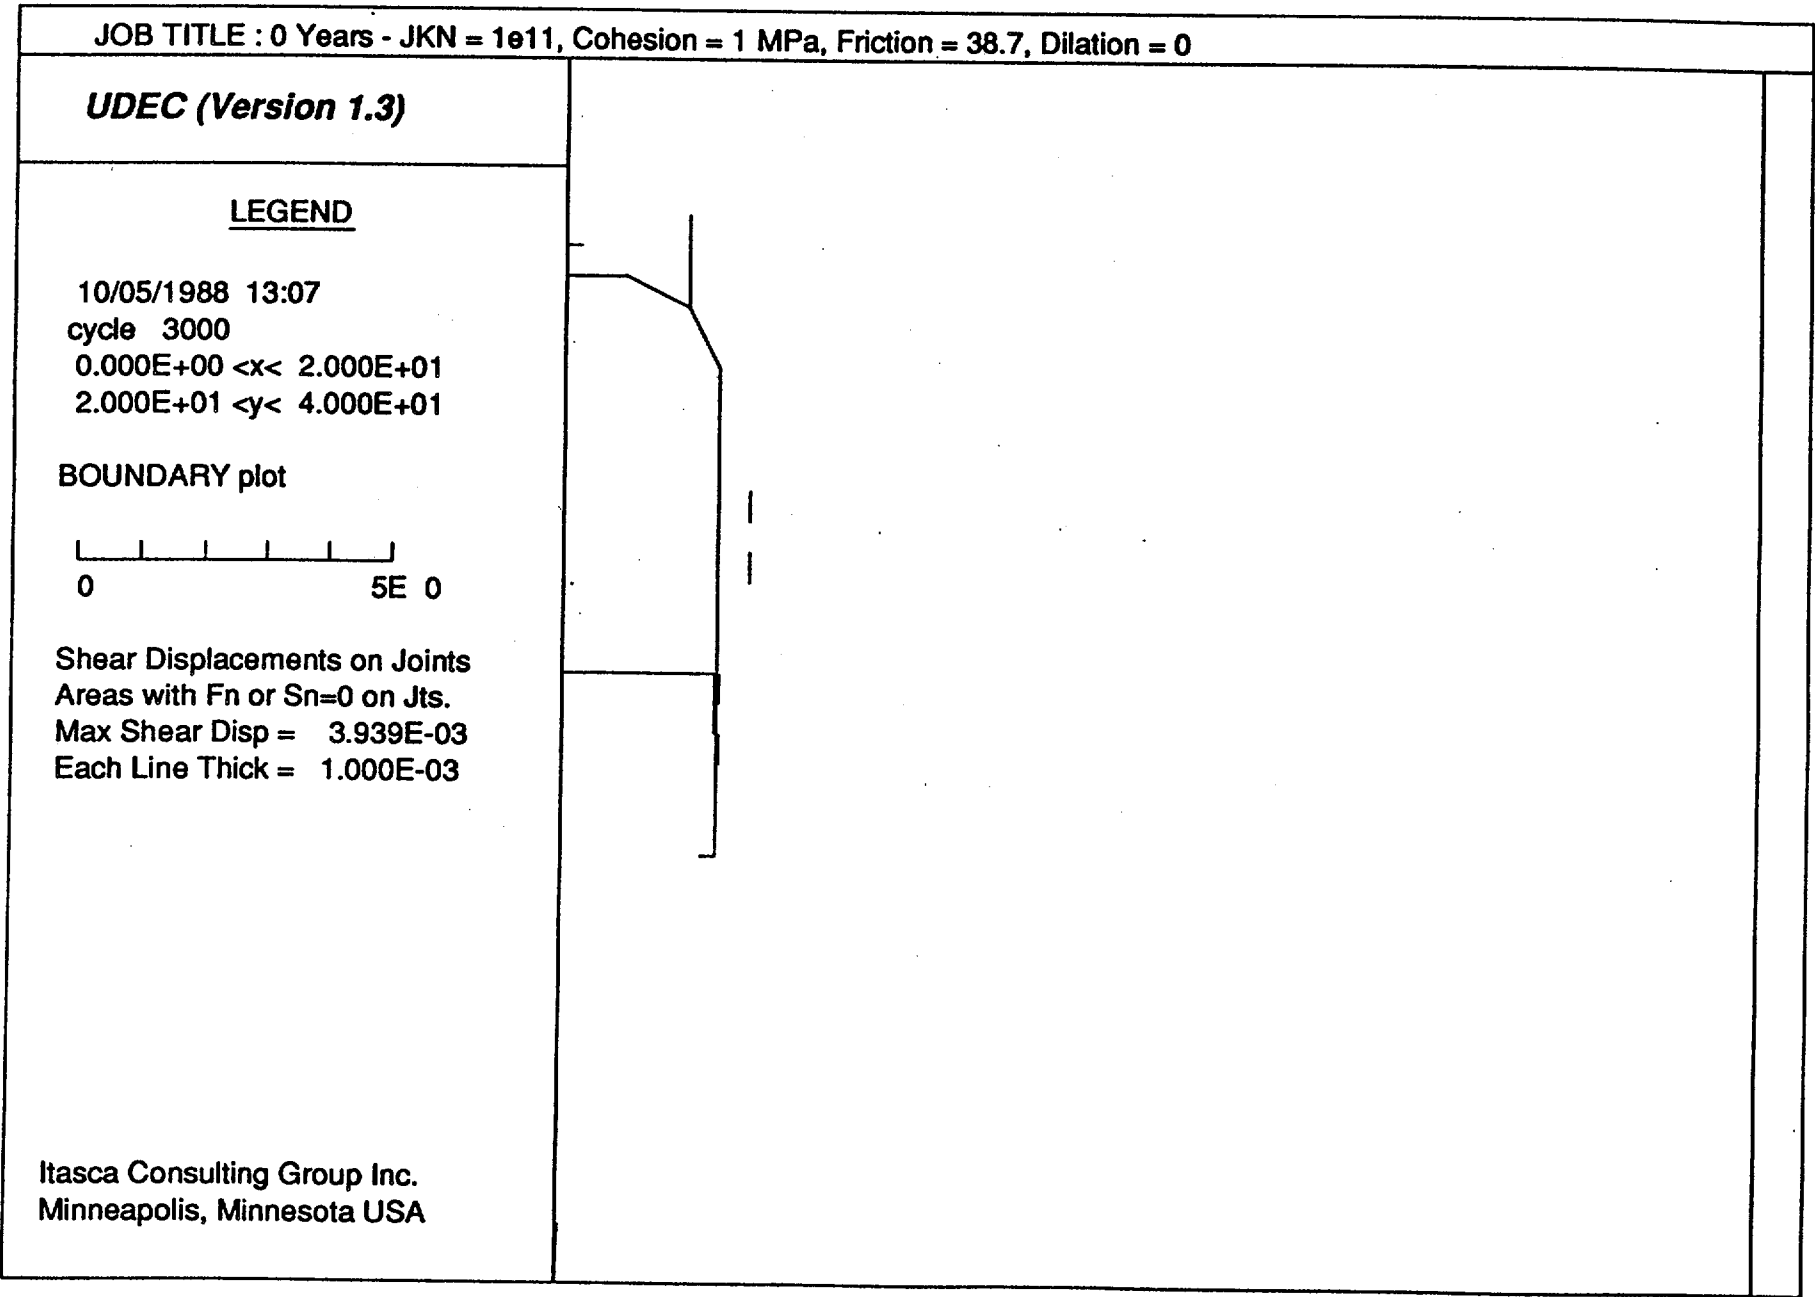 JOB TITLE : 0 Years - JKN = 1e11, Cohesion = 1 MPa, Friction = 38.7, Dilation = 0
UDEC (Version 1.3)
LEGEND
10/05/1988 13:07
cycle 3000
0.000E+00 <x< 2.000E+01
2.000E+01 <y< 4.000E+01
BOUNDARY plot
0 5E 0
Shear Displacements on Joints
Areas with Fn or Sn=0 on Jts.
Max Shear Disp = 3.939E-03
Each Line Thick = 1.000E-03
Itasca Consulting Group Inc.
Minneapolis, Minnesota USA